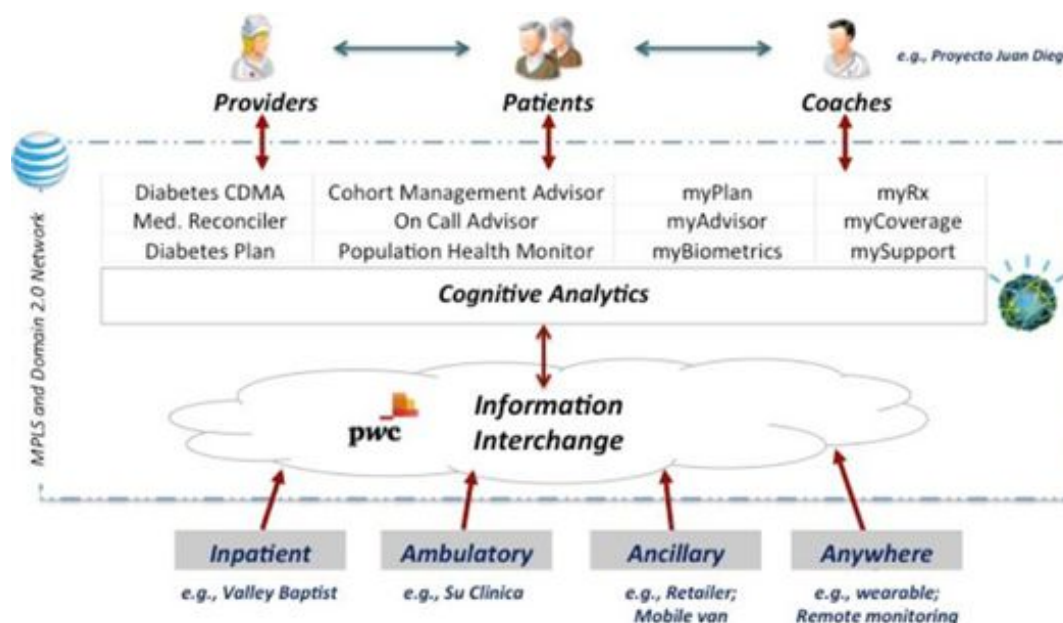 e.g., Proyecto Juan Dieg
Providers
Patients
Coaches
MPLS and Domain 2.0 Network
Diabetes CDMA
Cohort Management Advisor
myPlan
myRx
Med. Reconciler
On Call Advisor
myAdvisor
myCoverage
Diabetes Plan
Population Health Monitor
myBiometrics
mySupport
Cognitive Analytics
pwc
Information
Interchange
Inpatient
Ambulatory
Ancillary
Anywhere
e.g., Valley Baptist
e.g., Su Clinica
e.g., Retailer;
Mobile van
e.g., wearable;
Remote monitoring